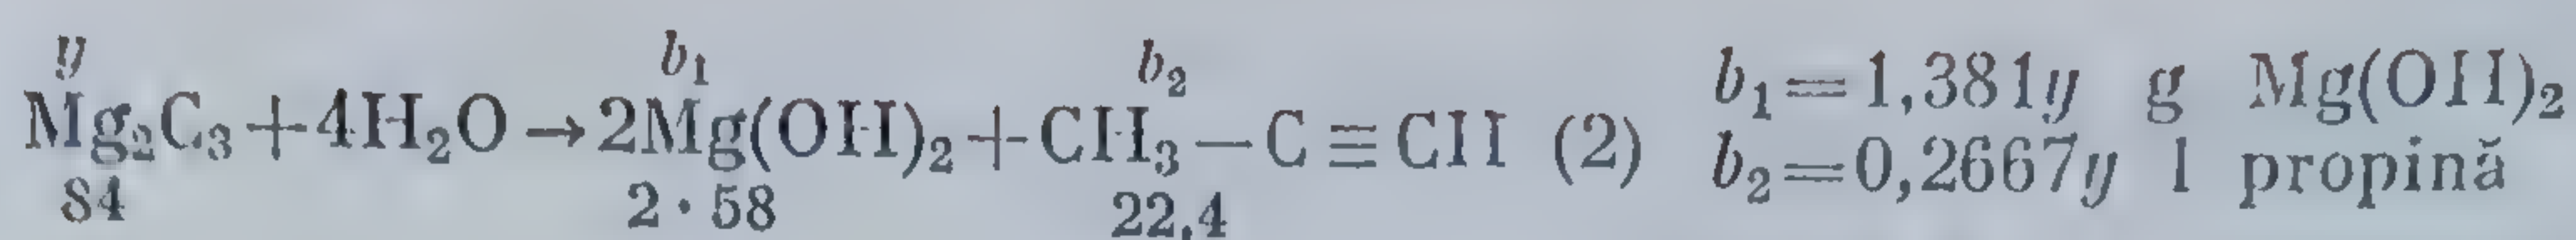 y b₁ b₂
Mg₂C₃+4H₂O→2Mg(OH)₂+CH₃—C≡CH (2)
84 2·58 22,4
b₁=1,381y g Mg(OH)₂
b₂=0,2667y l propină